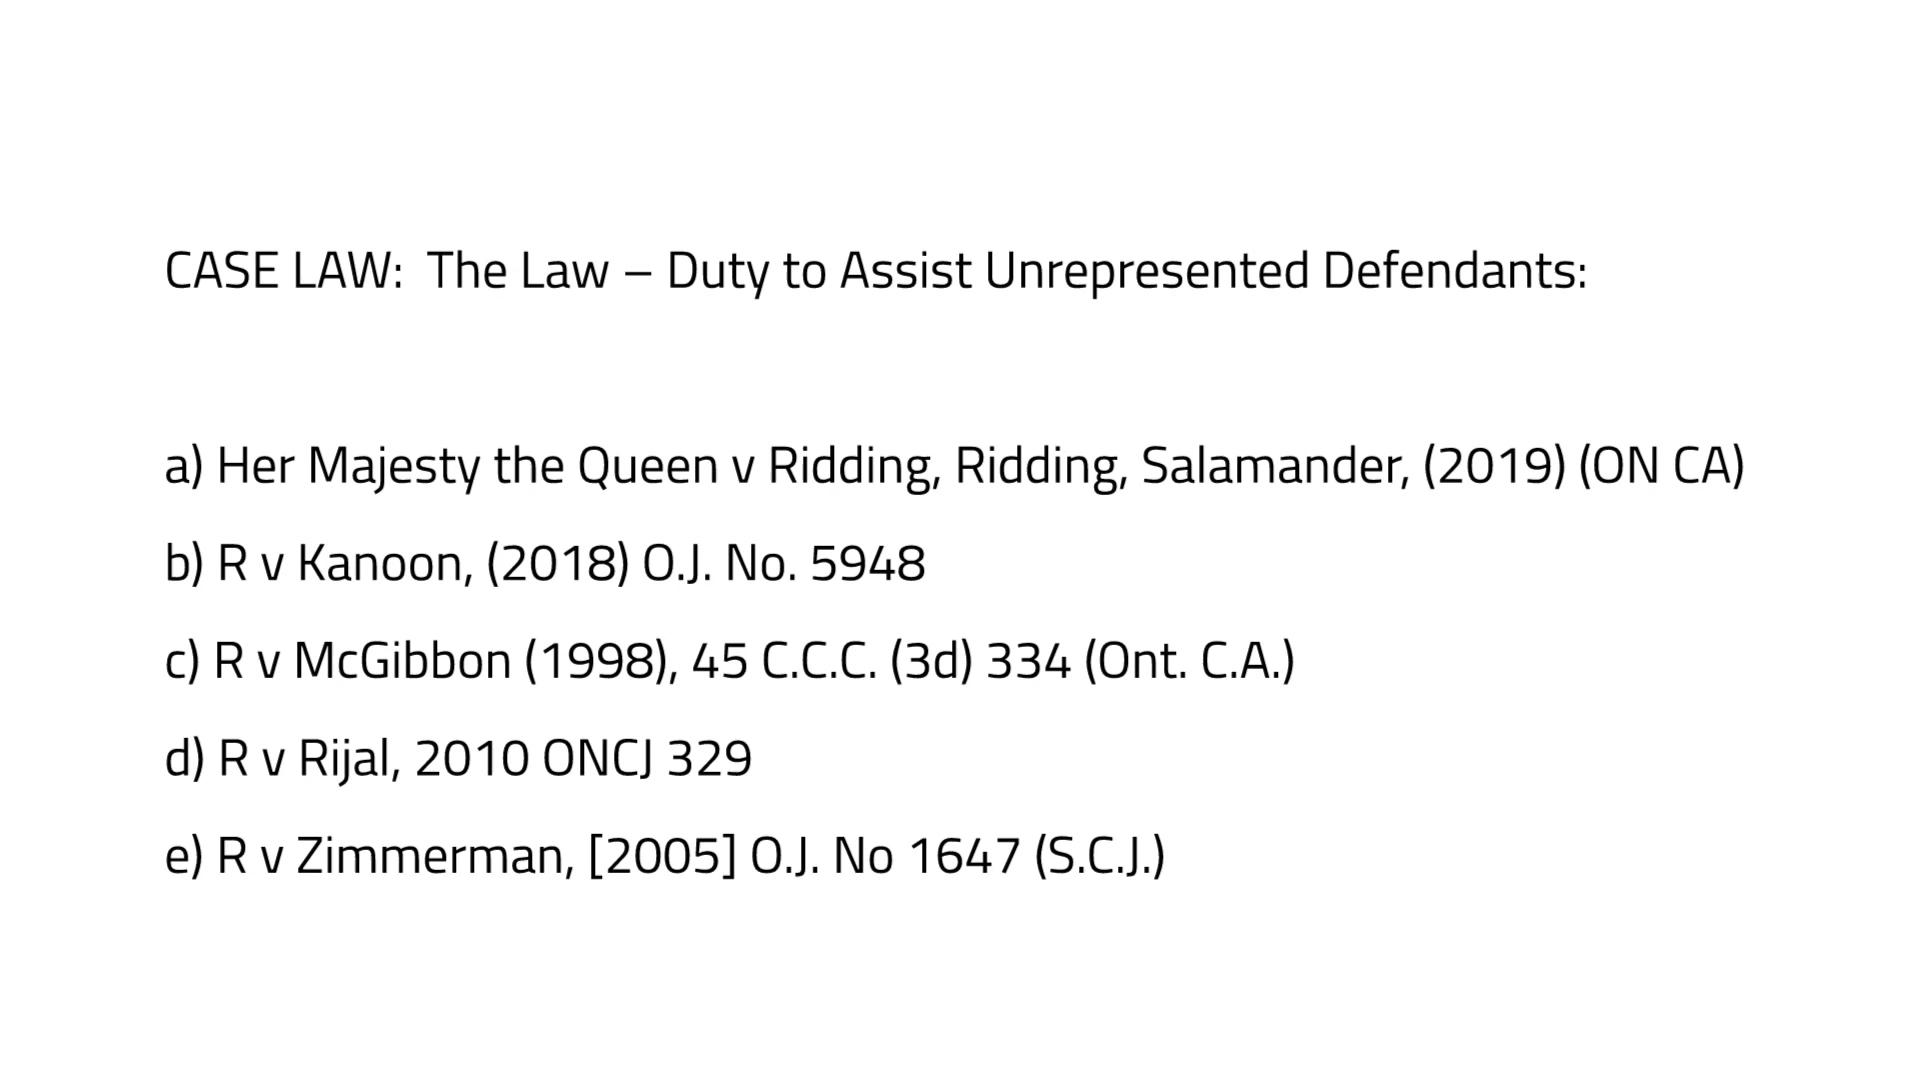 CASE LAW:  The Law – Duty to Assist Unrepresented Defendants:
a) Her Majesty the Queen v Ridding, Ridding, Salamander, (2019) (ON CA)
b) R v Kanoon, (2018) O.J. No. 5948
c) R v McGibbon (1998), 45 C.C.C. (3d) 334 (Ont. C.A.)
d) R v Rijal, 2010 ONCJ 329
e) R v Zimmerman, [2005] O.J. No 1647 (S.C.J.)